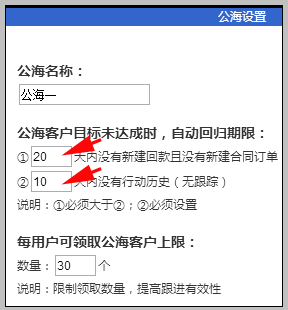 公海设置
公海名称：
公海一
公海客户目标未达成时，自动回归期限：
① 20 天内没有新建回款且没有新建合同订单
② 10 天内没有行动历史（无跟踪）
说明：①必须大于②；②必须设置
每用户可领取公海客户上限：
数量：30 个
说明：限制领取数量，提高跟进有效性